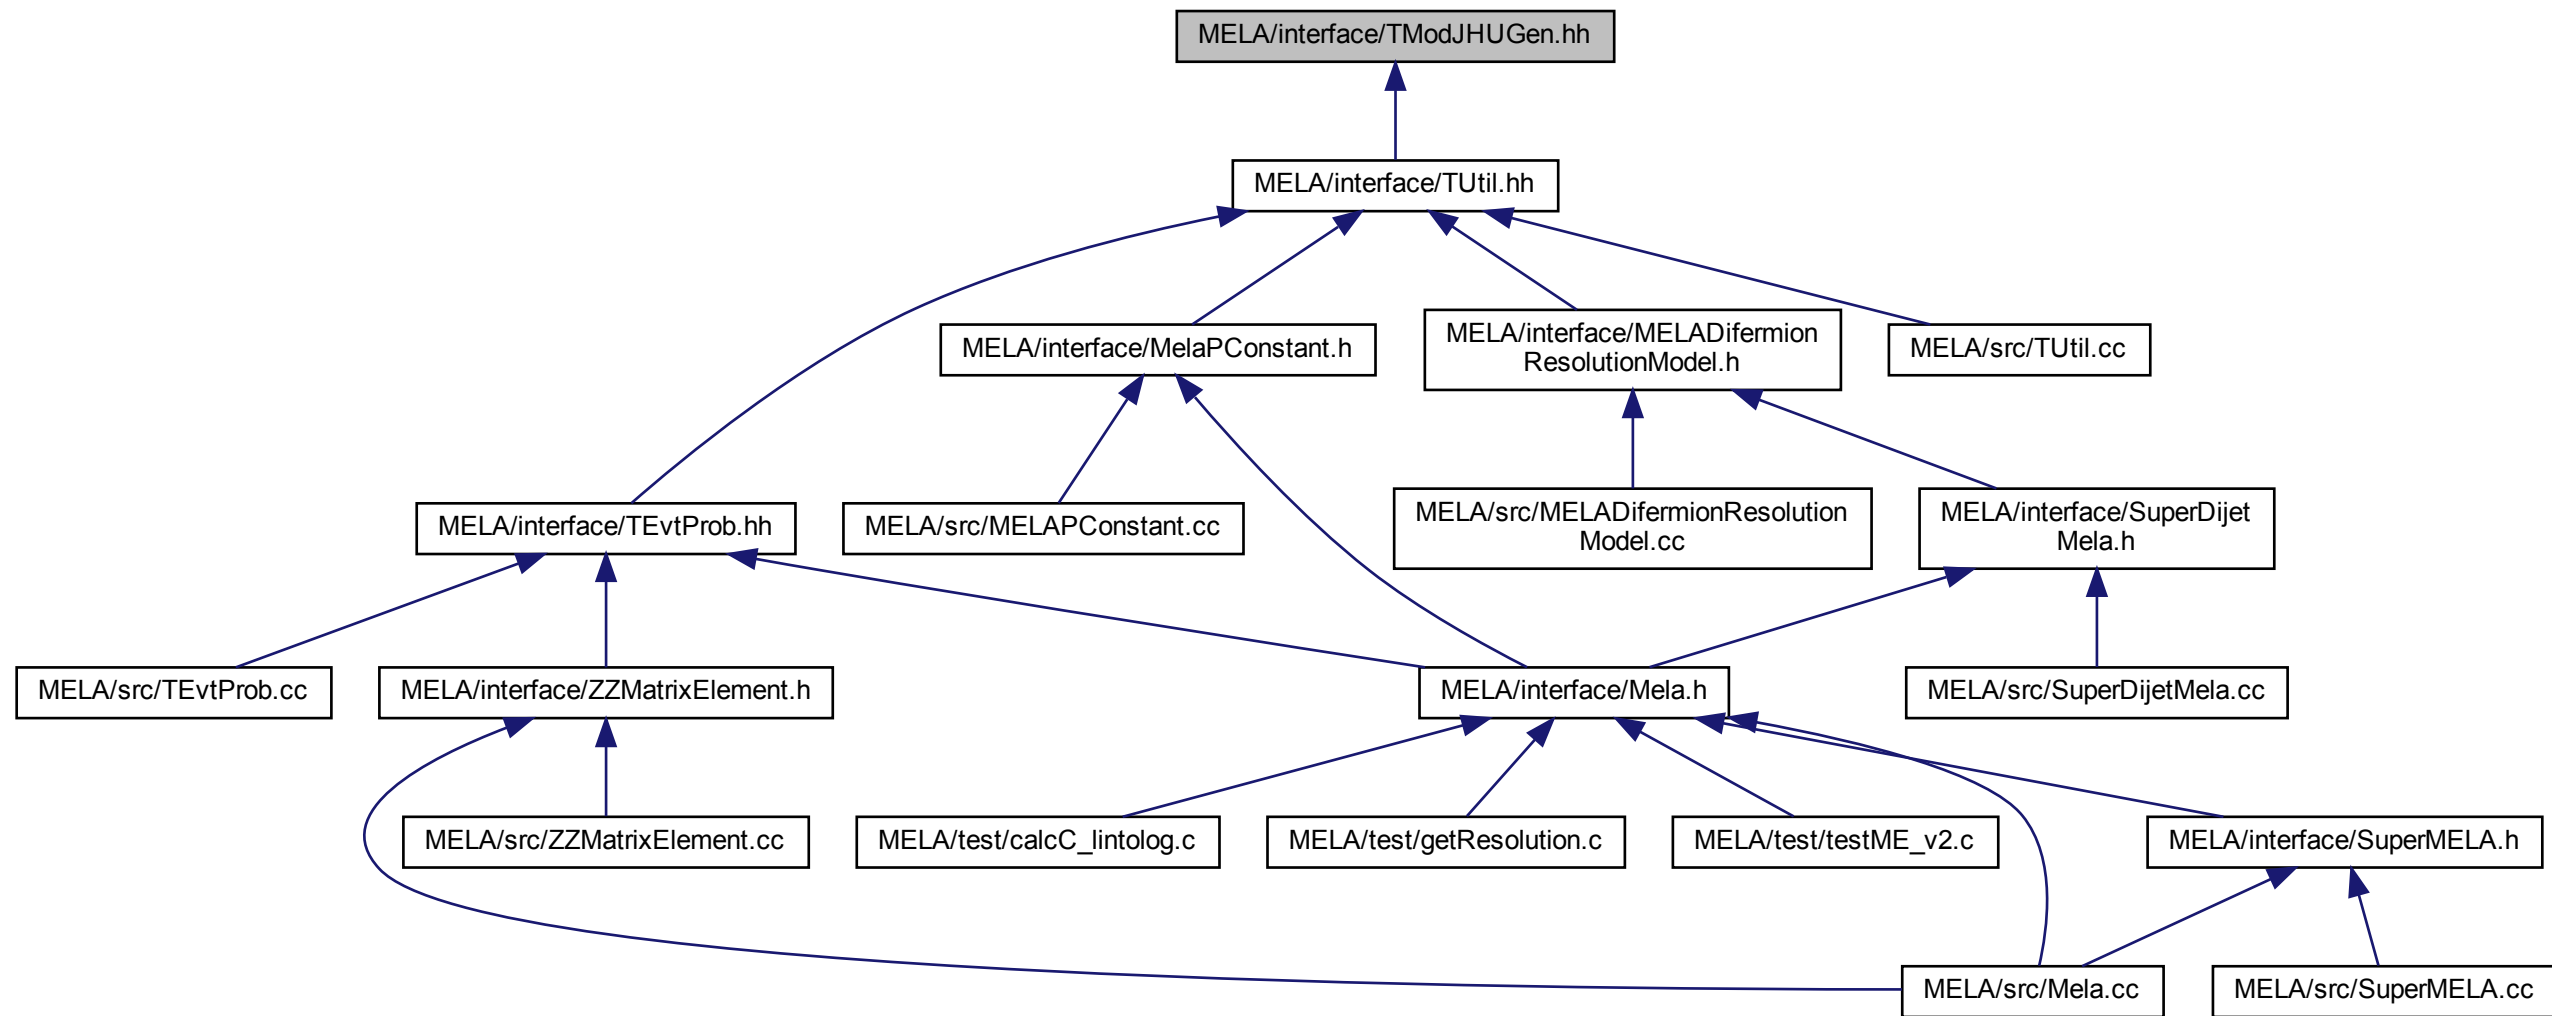 MELA/interface/TModJHUGen.hh
MELA/interface/TUtil.hh
MELA/interface/MelaPConstant.h
MELA/interface/MELADifermion
ResolutionModel.h
MELA/src/TUtil.cc
MELA/interface/TEvtProb.hh
MELA/src/MELAPConstant.cc
MELA/src/MELADifermionResolution
Model.cc
MELA/interface/SuperDijet
Mela.h
MELA/src/TEvtProb.cc
MELA/interface/ZZMatrixElement.h
MELA/interface/Mela.h
MELA/src/SuperDijetMela.cc
MELA/src/ZZMatrixElement.cc
MELA/test/calcC_lintolog.c
MELA/test/getResolution.c
MELA/test/testME_v2.c
MELA/interface/SuperMELA.h
MELA/src/Mela.cc
MELA/src/SuperMELA.cc